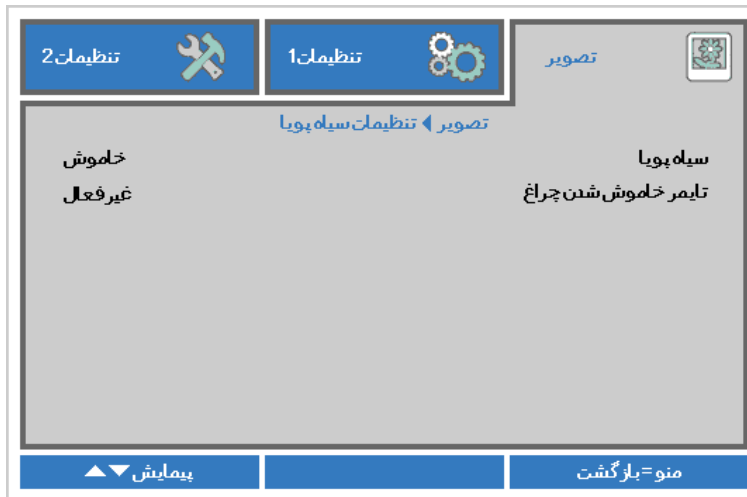 تصویر
تنظیمات1
تنظیمات2
تصویر ◀ تنظیمات سیاه پویا
سیاه پویا خاموش
تایمر خاموش شدن چراغ غیرفعال
منو=بازگشت
پیمایش▼▲